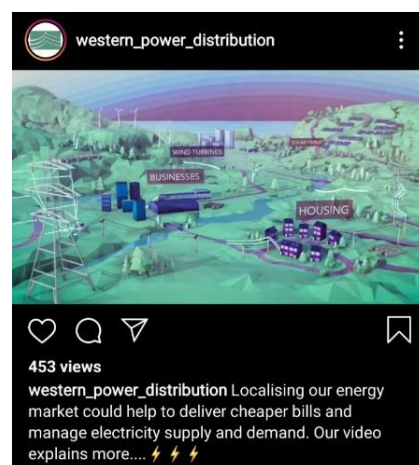 western_power_distribution
WIND TURBINES
SOLAR FARM
BUSINESSES
HOUSING
453 views
western_power_distribution Localising our energy
market could help to deliver cheaper bills and
manage electricity supply and demand. Our video
explains more.... ⚡ ⚡ ⚡